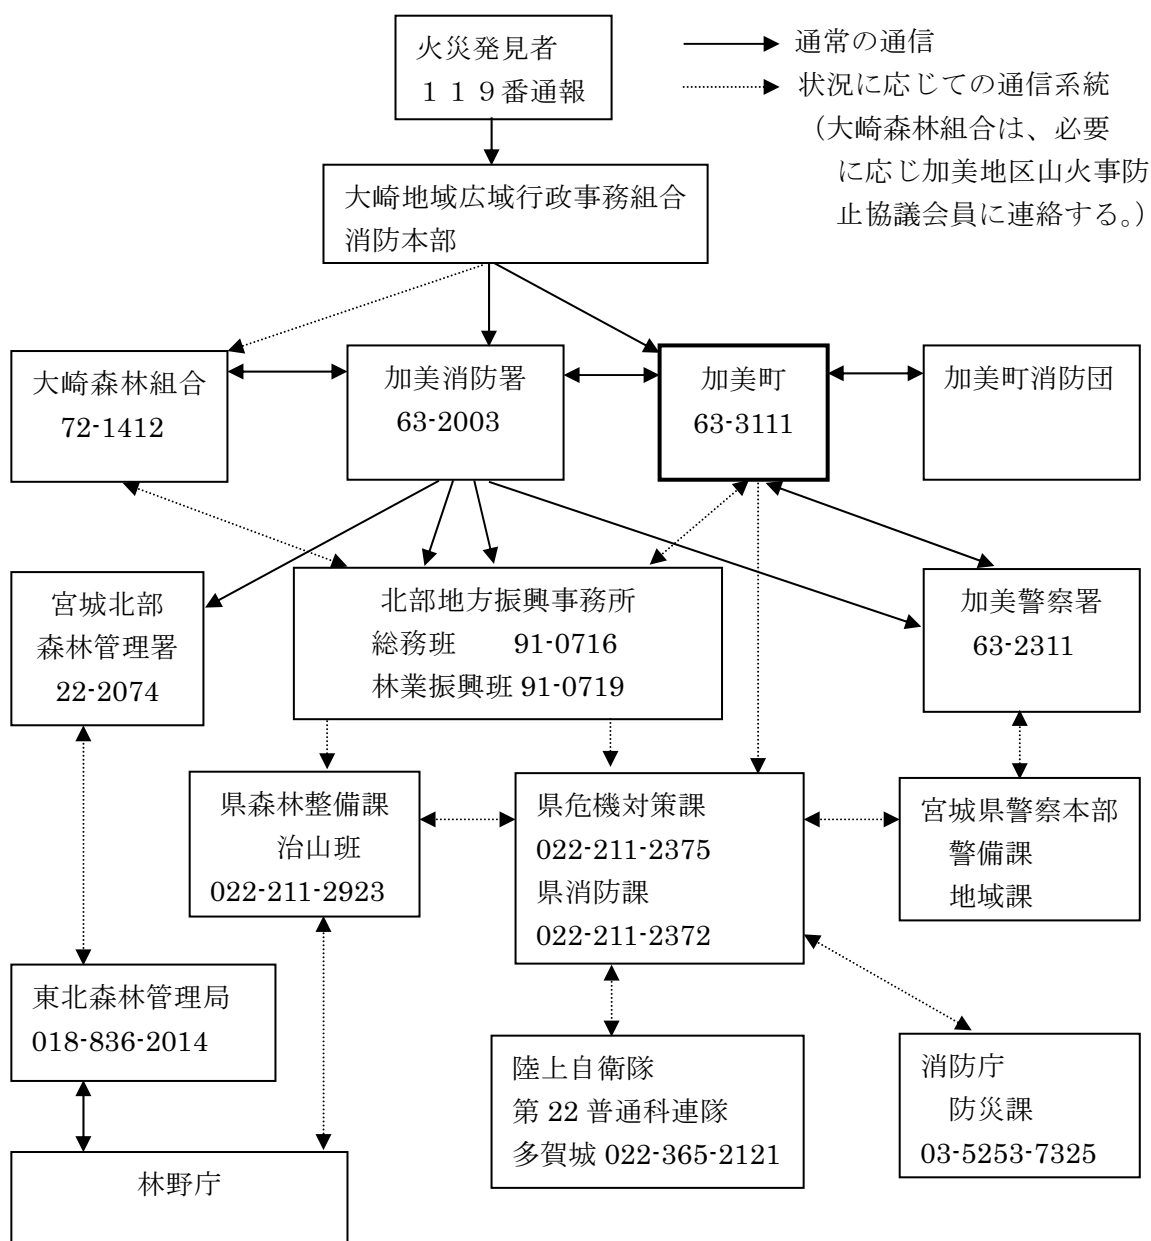 火災発見者
１１９番通報
通常の通信
状況に応じての通信系統
（大崎森林組合は、必要
に応じ加美地区山火事防
止協議会員に連絡する。）
大崎地域広域行政事務組合
消防本部
大崎森林組合
72-1412
加美消防署
63-2003
加美町
63-3111
加美町消防団
宮城北部
森林管理署
22-2074
北部地方振興事務所
総務班　　91-0716
林業振興班 91-0719
加美警察署
63-2311
県森林整備課
治山班
022-211-2923
県危機対策課
022-211-2375
県消防課
022-211-2372
宮城県警察本部
警備課
地域課
東北森林管理局
018-836-2014
陸上自衛隊
第 22 普通科連隊
多賀城 022-365-2121
消防庁
防災課
03-5253-7325
林野庁